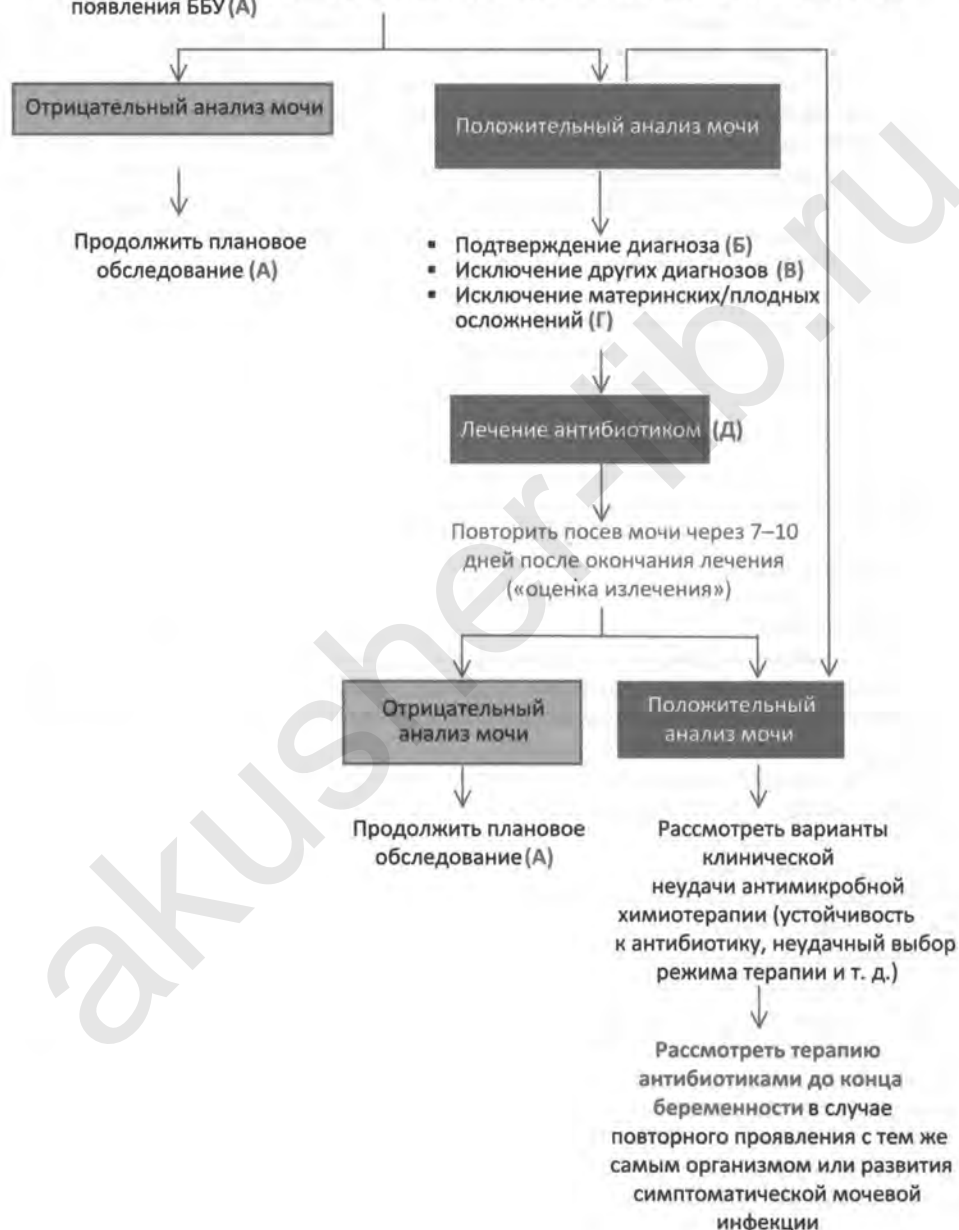 появления ББУ (А)
Отрицательный анализ мочи
Положительный анализ мочи
Продолжить плановое
обследование (А)
▪ Подтверждение диагноза (Б)
▪ Исключение других диагнозов (В)
▪ Исключение материнских/плодных
осложнений (Г)
Лечение антибиотиком (Д)
Повторить посев мочи через 7–10
дней после окончания лечения
(«оценка излечения»)
Отрицательный
анализ мочи
Положительный
анализ мочи
Продолжить плановое
обследование (А)
Рассмотреть варианты
клинической
неудачи антимикробной
химиотерапии (устойчивость
к антибиотику, неудачный выбор
режима терапии и т. д.)
Рассмотреть терапию
антибиотиками до конца
беременности в случае
повторного проявления с тем же
самым организмом или развития
симптоматической мочевой
инфекции
akusher-lib.ru